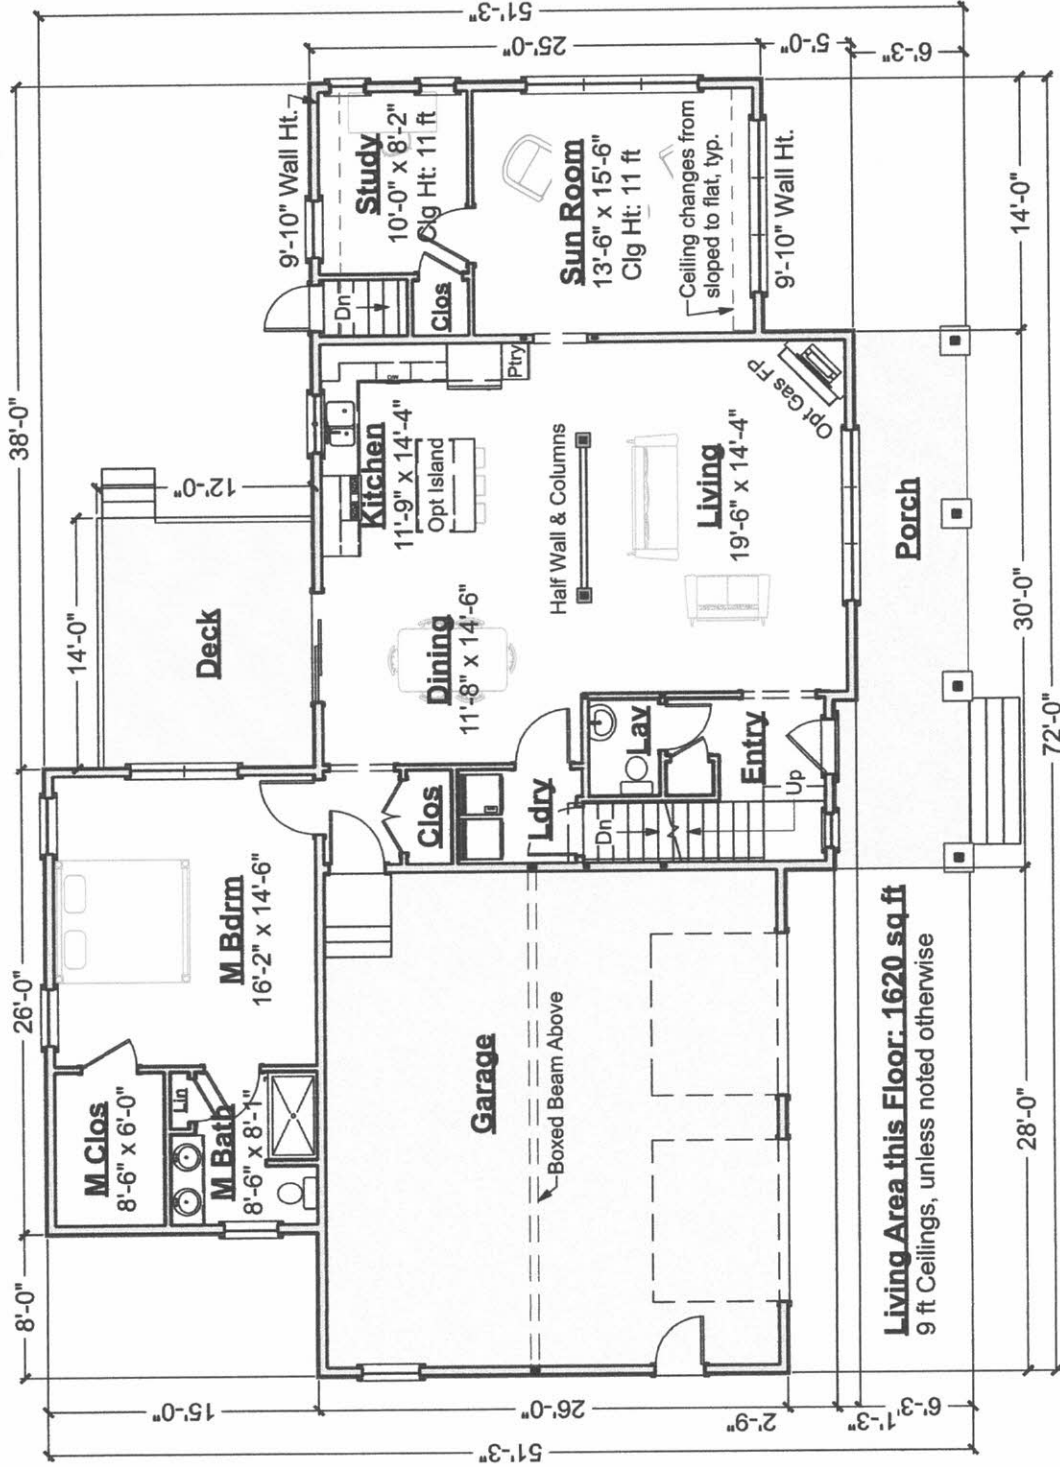 8'-0"
26'-0"
38'-0"
14'-0"
12'-0"
Deck
M Clos
8'-6" x 6'-0"
Lin
M Bath
8'-6" x 8'-1"
M Bdrm
16'-2" x 14'-6"
Clos
Ldry
Dn
Up
Lav
Entry
Dining
11'-8" x 14'-6"
Kitchen
11'-9" x 14'-4"
Opt Island
Ptry
Half Wall & Columns
Living
19'-6" x 14'-4"
Opt Gas FP
9'-10" Wall Ht.
Study
10'-0" x 8'-2"
Clg Ht: 11 ft
Dn
Clos
Sun Room
13'-6" x 15'-6"
Clg Ht: 11 ft
Ceiling changes from
sloped to flat, typ.
9'-10" Wall Ht.
Garage
Boxed Beam Above
Porch
Living Area this Floor: 1620 sq ft
9 ft Ceilings, unless noted otherwise
51'-3"
15'-0"
26'-0"
2'-9"
1'-3"
6'-3"
51'-3"
25'-0"
5'-0"
6'-3"
28'-0"
30'-0"
14'-0"
72'-0"